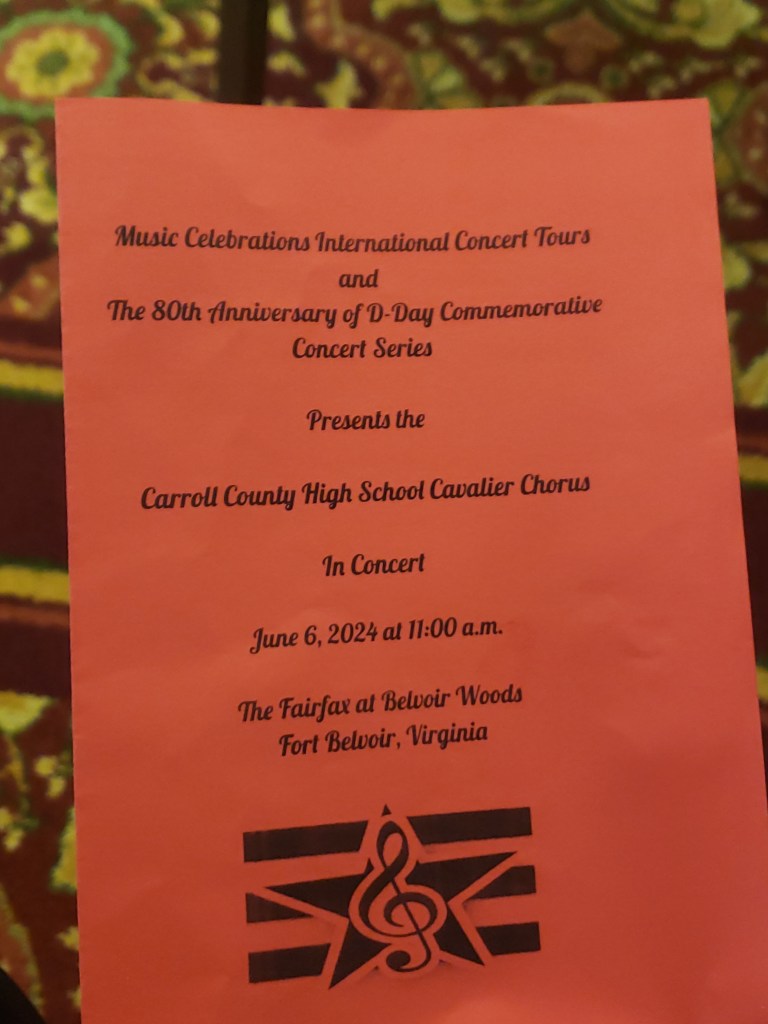 Music Celebrations International Concert Tours
and
The 80th Anniversary of D-Day Commemorative
Concert Series
Presents the
Carroll County High School Cavalier Chorus
In Concert
June 6, 2024 at 11:00 a.m.
The Fairfax at Belvoir Woods
Fort Belvoir, Virginia